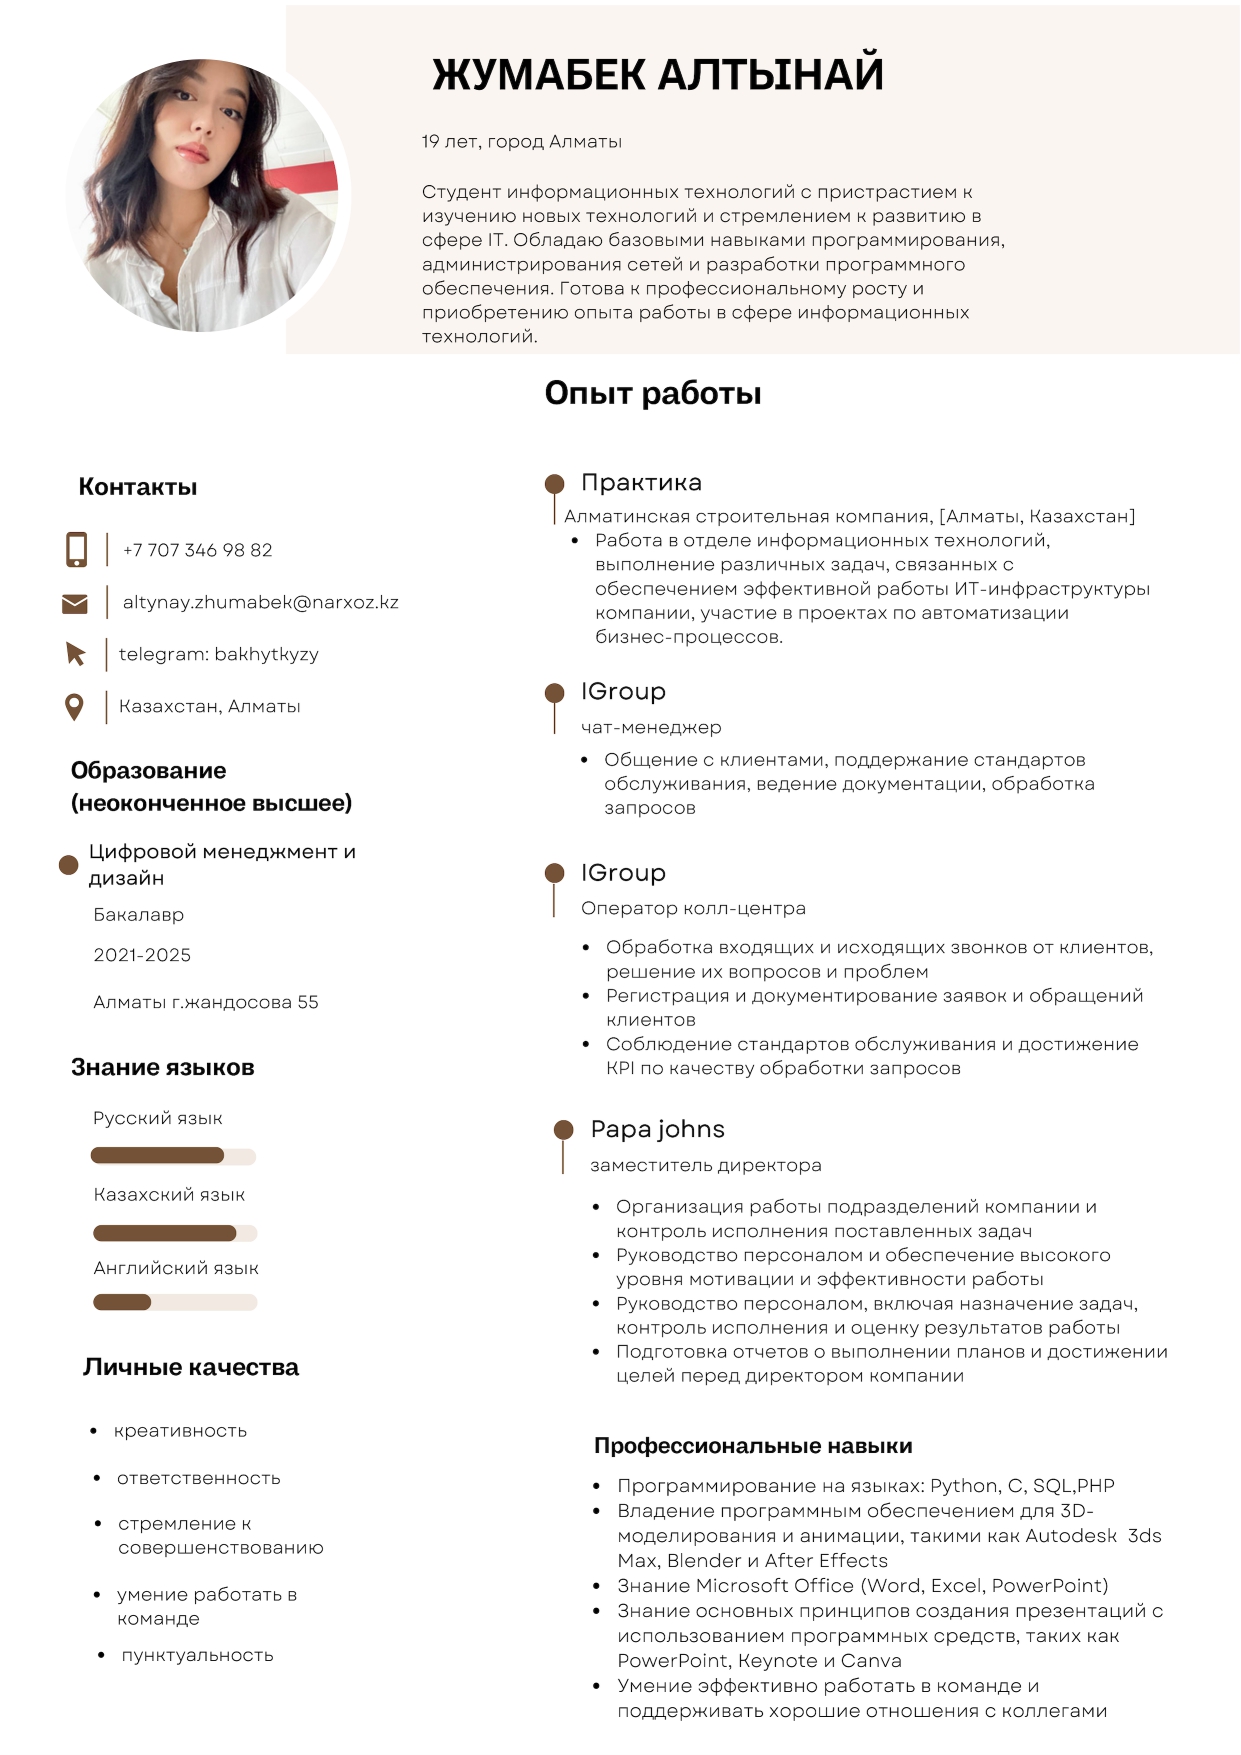 ЖУМАБЕК АЛТЫНАЙ
19 лет, город Алматы
Студент информационных технологий с пристрастием к
изучению новых технологий и стремлением к развитию в
сфере IT. Обладаю базовыми навыками программирования,
администрирования сетей и разработки программного
обеспечения. Готова к профессиональному росту и
приобретению опыта работы в сфере информационных
технологий.
Контакты
+7 707 346 98 82
altynay.zhumabek@narxoz.kz
telegram: bakhytkyzy
Казахстан, Алматы
Образование
(неоконченное высшее)
Цифровой менеджмент и
дизайн
Бакалавр
2021-2025
Алматы г.жандосова 55
Знание языков
Русский язык
Казахский язык
Английский язык
Личные качества
• креативность
• ответственность
• стремление к
совершенствованию
• умение работать в
команде
• пунктуальность
Опыт работы
Практика
Алматинская строительная компания, [Алматы, Казахстан]
• Работа в отделе информационных технологий,
выполнение различных задач, связанных с
обеспечением эффективной работы ИТ-инфраструктуры
компании, участие в проектах по автоматизации
бизнес-процессов.
IGroup
чат-менеджер
• Общение с клиентами, поддержание стандартов
обслуживания, ведение документации, обработка
запросов
IGroup
Оператор колл-центра
• Обработка входящих и исходящих звонков от клиентов,
решение их вопросов и проблем
• Регистрация и документирование заявок и обращений
клиентов
• Соблюдение стандартов обслуживания и достижение
KPI по качеству обработки запросов
Papa johns
заместитель директора
• Организация работы подразделений компании и
контроль исполнения поставленных задач
• Руководство персоналом и обеспечение высокого
уровня мотивации и эффективности работы
• Руководство персоналом, включая назначение задач,
контроль исполнения и оценку результатов работы
• Подготовка отчетов о выполнении планов и достижении
целей перед директором компании
Профессиональные навыки
• Программирование на языках: Python, C, SQL,PHP
• Владение программным обеспечением для 3D-
моделирования и анимации, такими как Autodesk 3ds
Max, Blender и After Effects
• Знание Microsoft Office (Word, Excel, PowerPoint)
• Знание основных принципов создания презентаций с
использованием программных средств, таких как
PowerPoint, Keynote и Canva
• Умение эффективно работать в команде и
поддерживать хорошие отношения с коллегами